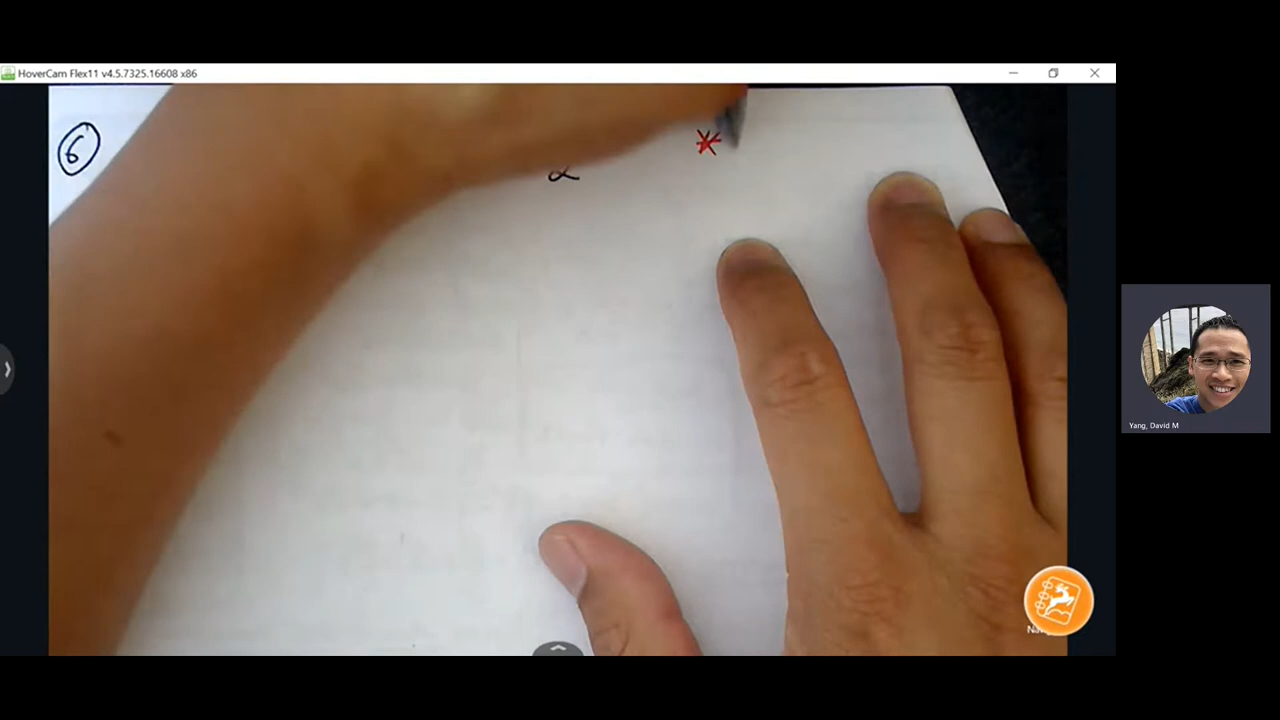 HoverCam Flex11 v4.5.7325.16608 x86
⑥
*
α
Yang, David M